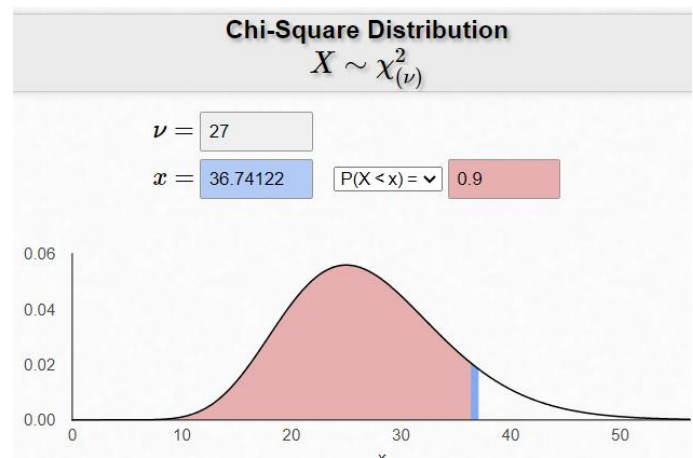 Chi-Square Distribution
X ∼ χ²₍ν₎
ν = 27
x = 36.74122 P(X < x) = 0.9
0.06
0.04
0.02
0.00
0 10 20 30 40 50
x